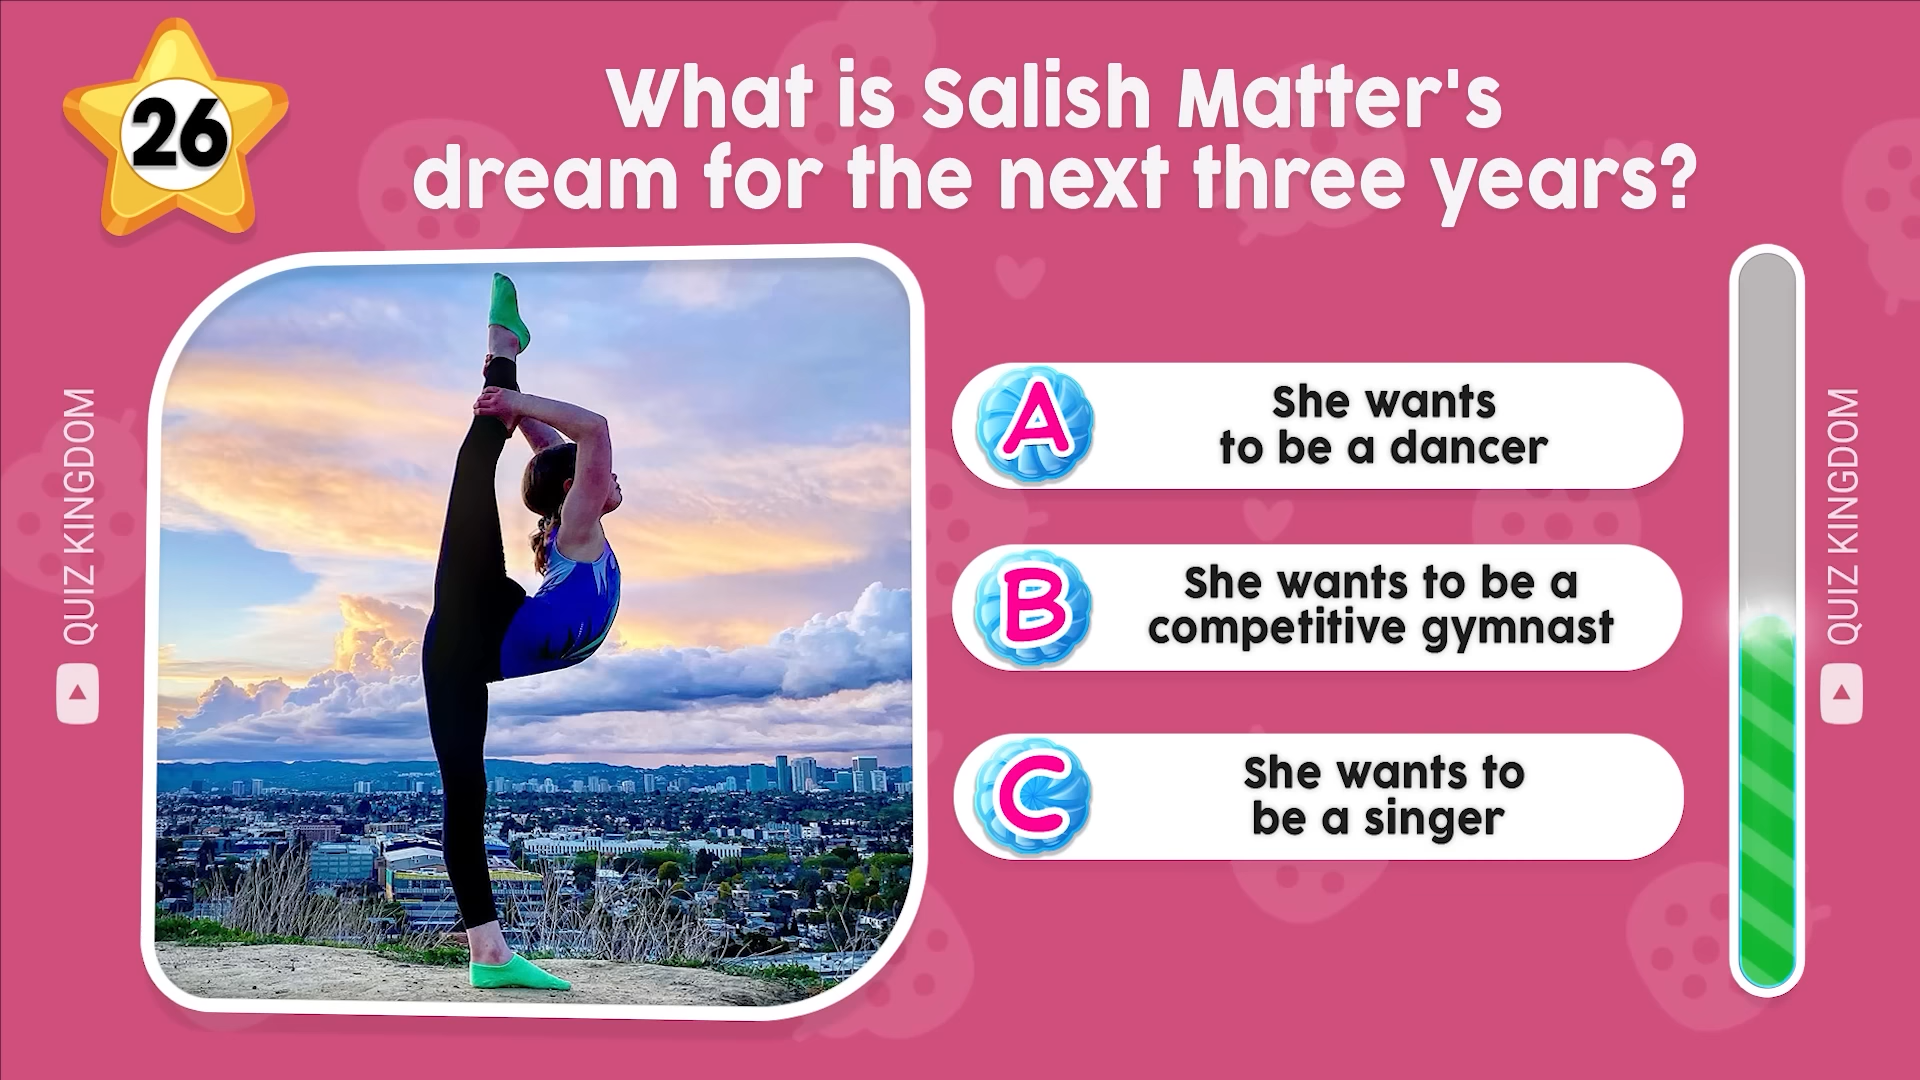 26
What is Salish Matter's
dream for the next three years?
A
She wants
to be a dancer
B
She wants to be a
competitive gymnast
C
She wants to
be a singer
QUIZ KINGDOM
QUIZ KINGDOM